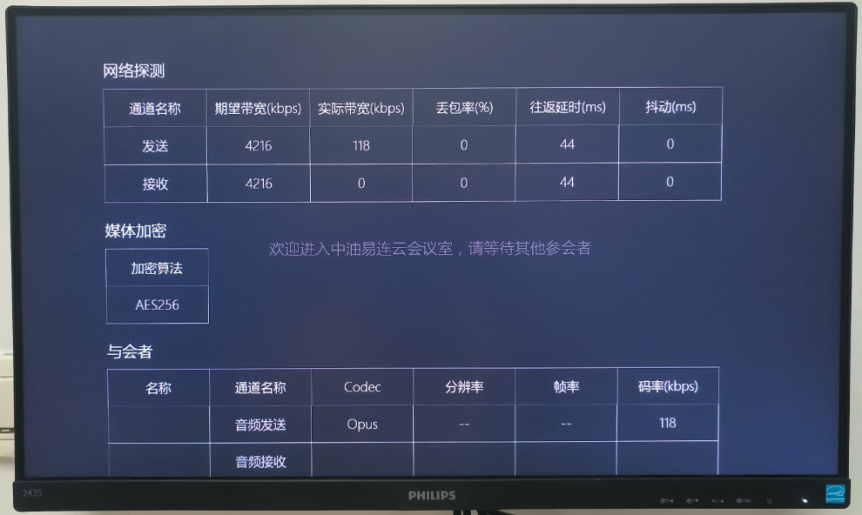 网络探测
通道名称 期望带宽(kbps) 实际带宽(kbps) 丢包率(%) 往返延时(ms) 抖动(ms)
发送 4216 118 0 44 0
接收 4216 0 0 44 0
媒体加密
欢迎进入中油易连云会议室，请等待其他参会者
加密算法
AES256
与会者
名称 通道名称 Codec 分辨率 帧率 码率(kbps)
音频发送 Opus -- -- 118
音频接收
243S
PHILIPS